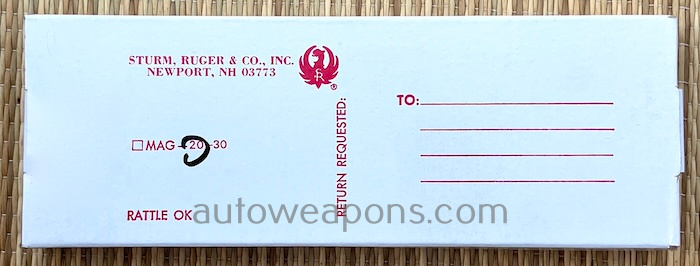 STURM, RUGER & CO., INC.
NEWPORT, NH 03773
R
®
☐ MAG-20-30
RATTLE OK
RETURN REQUESTED:
TO:
autoweapons.com